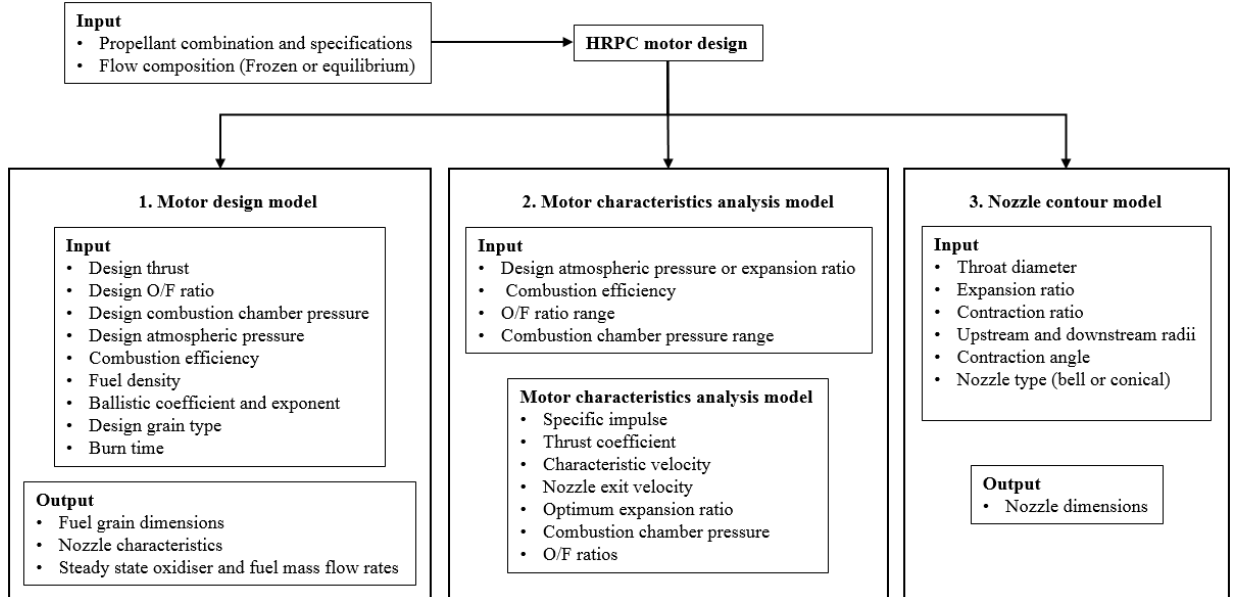 Input
• Propellant combination and specifications
• Flow composition (Frozen or equilibrium)
HRPC motor design
1. Motor design model
Input
• Design thrust
• Design O/F ratio
• Design combustion chamber pressure
• Design atmospheric pressure
• Combustion efficiency
• Fuel density
• Ballistic coefficient and exponent
• Design grain type
• Burn time
Output
• Fuel grain dimensions
• Nozzle characteristics
• Steady state oxidiser and fuel mass flow rates
2. Motor characteristics analysis model
Input
• Design atmospheric pressure or expansion ratio
• Combustion efficiency
• O/F ratio range
• Combustion chamber pressure range
Motor characteristics analysis model
• Specific impulse
• Thrust coefficient
• Characteristic velocity
• Nozzle exit velocity
• Optimum expansion ratio
• Combustion chamber pressure
• O/F ratios
3. Nozzle contour model
Input
• Throat diameter
• Expansion ratio
• Contraction ratio
• Upstream and downstream radii
• Contraction angle
• Nozzle type (bell or conical)
Output
• Nozzle dimensions